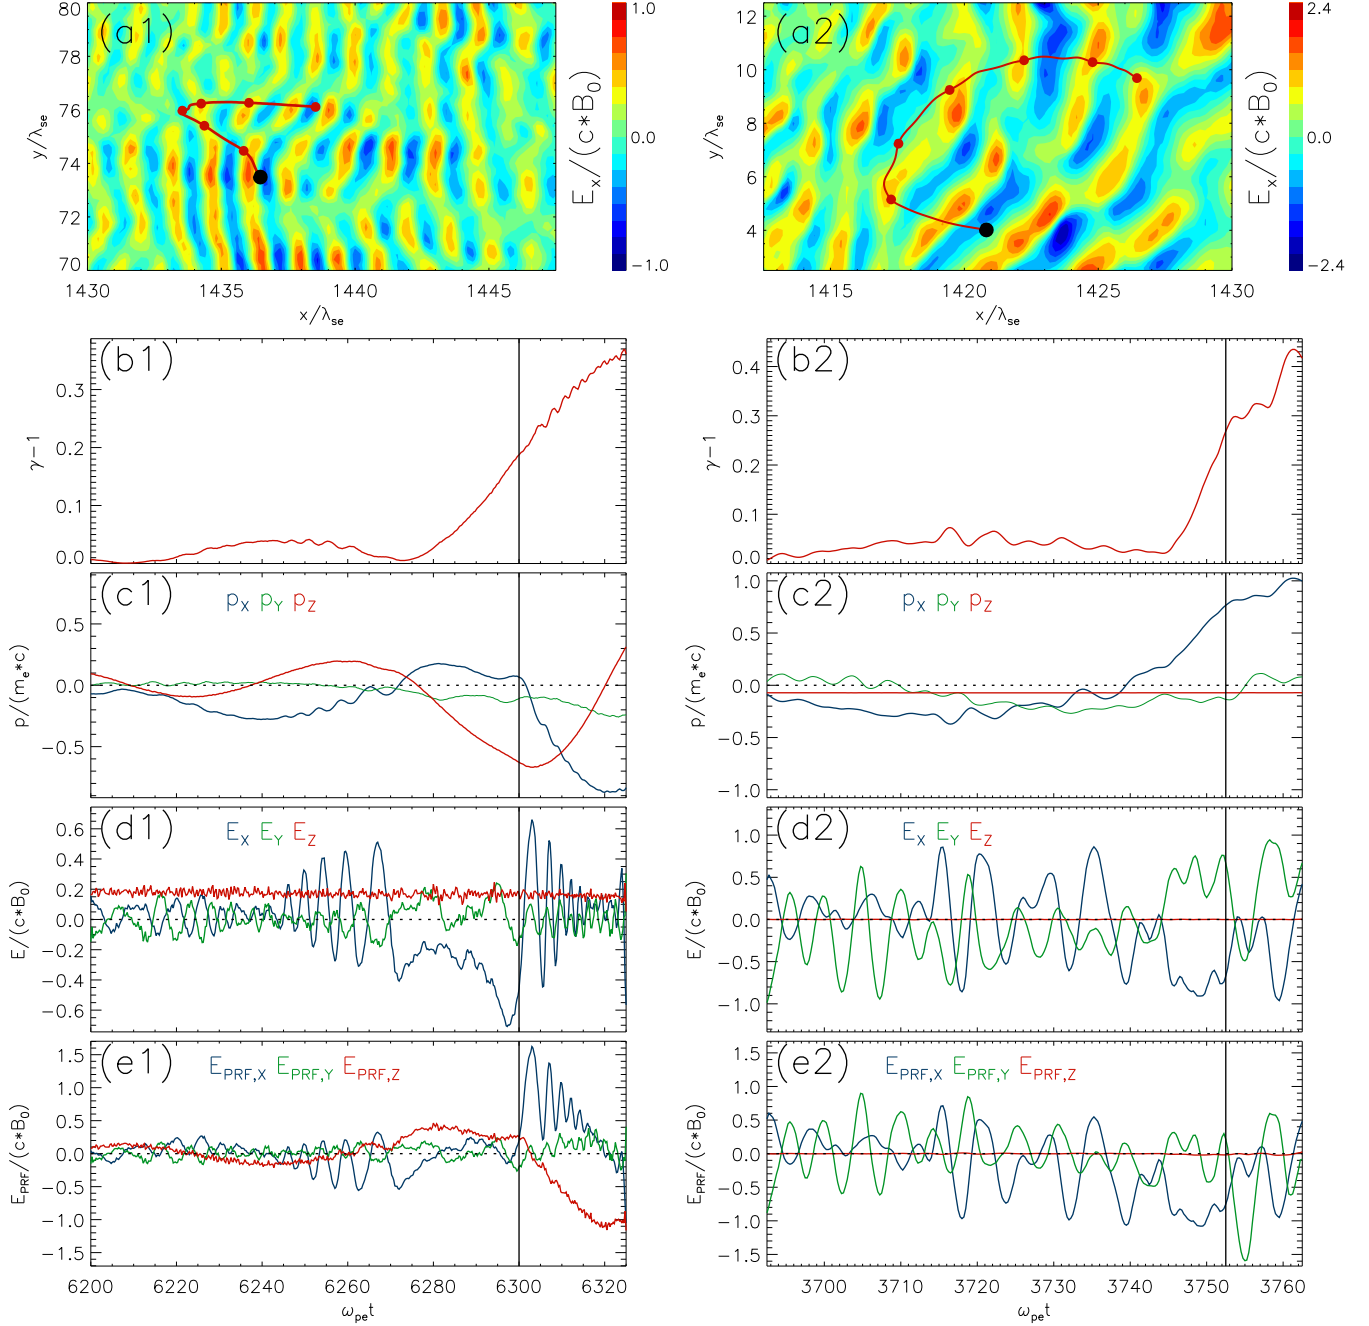 (a1)
80
78
76
74
72
70
y/λse
1430 1435 1440 1445
x/λse
1.0
0.0
−1.0
Ex/(c*B0)
(a2)
12
10
8
6
4
y/λse
1415 1420 1425 1430
x/λse
2.4
0.0
−2.4
Ex/(c*B0)
(b1)
0.3
0.2
0.1
0.0
γ−1
(b2)
0.4
0.3
0.2
0.1
0.0
γ−1
(c1)
pX pY pZ
0.5
0.0
−0.5
p/(me*c)
(c2)
pX pY pZ
1.0
0.5
0.0
−0.5
−1.0
p/(me*c)
(d1)
EX EY EZ
0.6
0.4
0.2
0.0
−0.2
−0.4
−0.6
E/(c*B0)
(d2)
EX EY EZ
1.0
0.5
0.0
−0.5
−1.0
E/(c*B0)
(e1)
EPRF,X EPRF,Y EPRF,Z
1.5
1.0
0.5
0.0
−0.5
−1.0
−1.5
EPRF/(c*B0)
6200 6220 6240 6260 6280 6300 6320
ωpet
(e2)
EPRF,X EPRF,Y EPRF,Z
1.5
1.0
0.5
0.0
−0.5
−1.0
−1.5
EPRF/(c*B0)
3700 3710 3720 3730 3740 3750 3760
ωpet